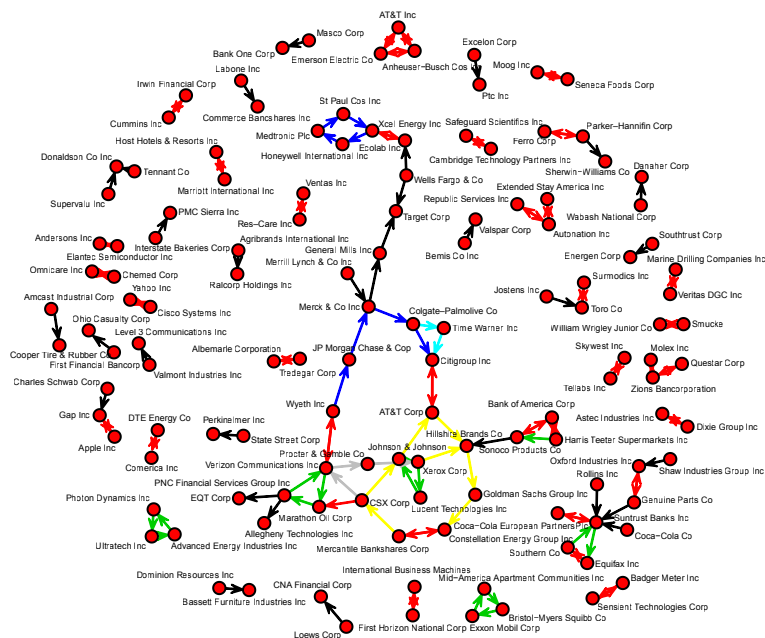 AT&T Inc
Masco Corp
Bank One Corp
Emerson Electric Co
Anheuser−Busch Cos Inc
Excelon Corp
Moog Inc
Seneca Foods Corp
Ptc Inc
Labone Inc
Irwin Financial Corp
Cummins Inc
Commerce Bancshares Inc
St Paul Cos Inc
Xcel Energy Inc
Medtronic Plc
Ecolab Inc
Honeywell International Inc
Safeguard Scientifics Inc
Cambridge Technology Partners Inc
Ferro Corp
Parker−Hannifin Corp
Sherwin−Williams Co
Host Hotels & Resorts Inc
Marriott International Inc
Donaldson Co Inc
Tennant Co
Supervalu Inc
Wells Fargo & Co
Target Corp
Danaher Corp
Wabash National Corp
Extended Stay America Inc
Republic Services Inc
Autonation Inc
Ventas Inc
Res−Care Inc
PMC Sierra Inc
Interstate Bakeries Corp
Valspar Corp
Bemis Co Inc
Andersons Inc
Elantec Semiconductor Inc
Agribrands International Inc
Ralcorp Holdings Inc
General Mills Inc
Merrill Lynch & Co Inc
Merck & Co Inc
Southtrust Corp
Energen Corp
Marine Drilling Companies Inc
Veritas DGC Inc
Omnicare Inc
Chemed Corp
Yahoo Inc
Cisco Systems Inc
Surmodics Inc
Jostens Inc
Toro Co
Amcast Industrial Corp
Cooper Tire & Rubber Co
Ohio Casualty Corp
First Financial Bancorp
Level 3 Communications Inc
Valmont Industries Inc
Colgate−Palmolive Co
Time Warner Inc
Citigroup Inc
William Wrigley Junior Co
Smucke
JP Morgan Chase & Cop
Albemarle Corporation
Tredegar Corp
Skywest Inc
Tellabs Inc
Molex Inc
Questar Corp
Zions Bancorporation
Charles Schwab Corp
Gap Inc
Apple Inc
DTE Energy Co
Comerica Inc
Perkinelmer Inc
State Street Corp
Wyeth Inc
AT&T Corp
Bank of America Corp
Astec Industries Inc
Dixie Group Inc
Hillshire Brands Co
Harris Teeter Supermarkets Inc
Sonoco Products Co
Procter & Gamble Co
Johnson & Johnson
Verizon Communications Inc
Xerox Corp
Oxford Industries Inc
Shaw Industries Group Inc
Rollins Inc
PNC Financial Services Group Inc
EQT Corp
Goldman Sachs Group Inc
Genuine Parts Co
CSX Corp
Lucent Technologies Inc
Photon Dynamics Inc
Marathon Oil Corp
Suntrust Banks Inc
Coca−Cola European PartnersPlc
Coca−Cola Co
Ultratech Inc
Advanced Energy Industries Inc
Allegheny Technologies Inc
Constellation Energy Group Inc
Mercantile Bankshares Corp
Southern Co
Equifax Inc
Dominion Resources Inc
Bassett Furniture Industries Inc
CNA Financial Corp
Loews Corp
International Business Machines
First Horizon National Corp
Mid−America Apartment Communities Inc
Bristol−Myers Squibb Co
Exxon Mobil Corp
Badger Meter Inc
Sensient Technologies Corp